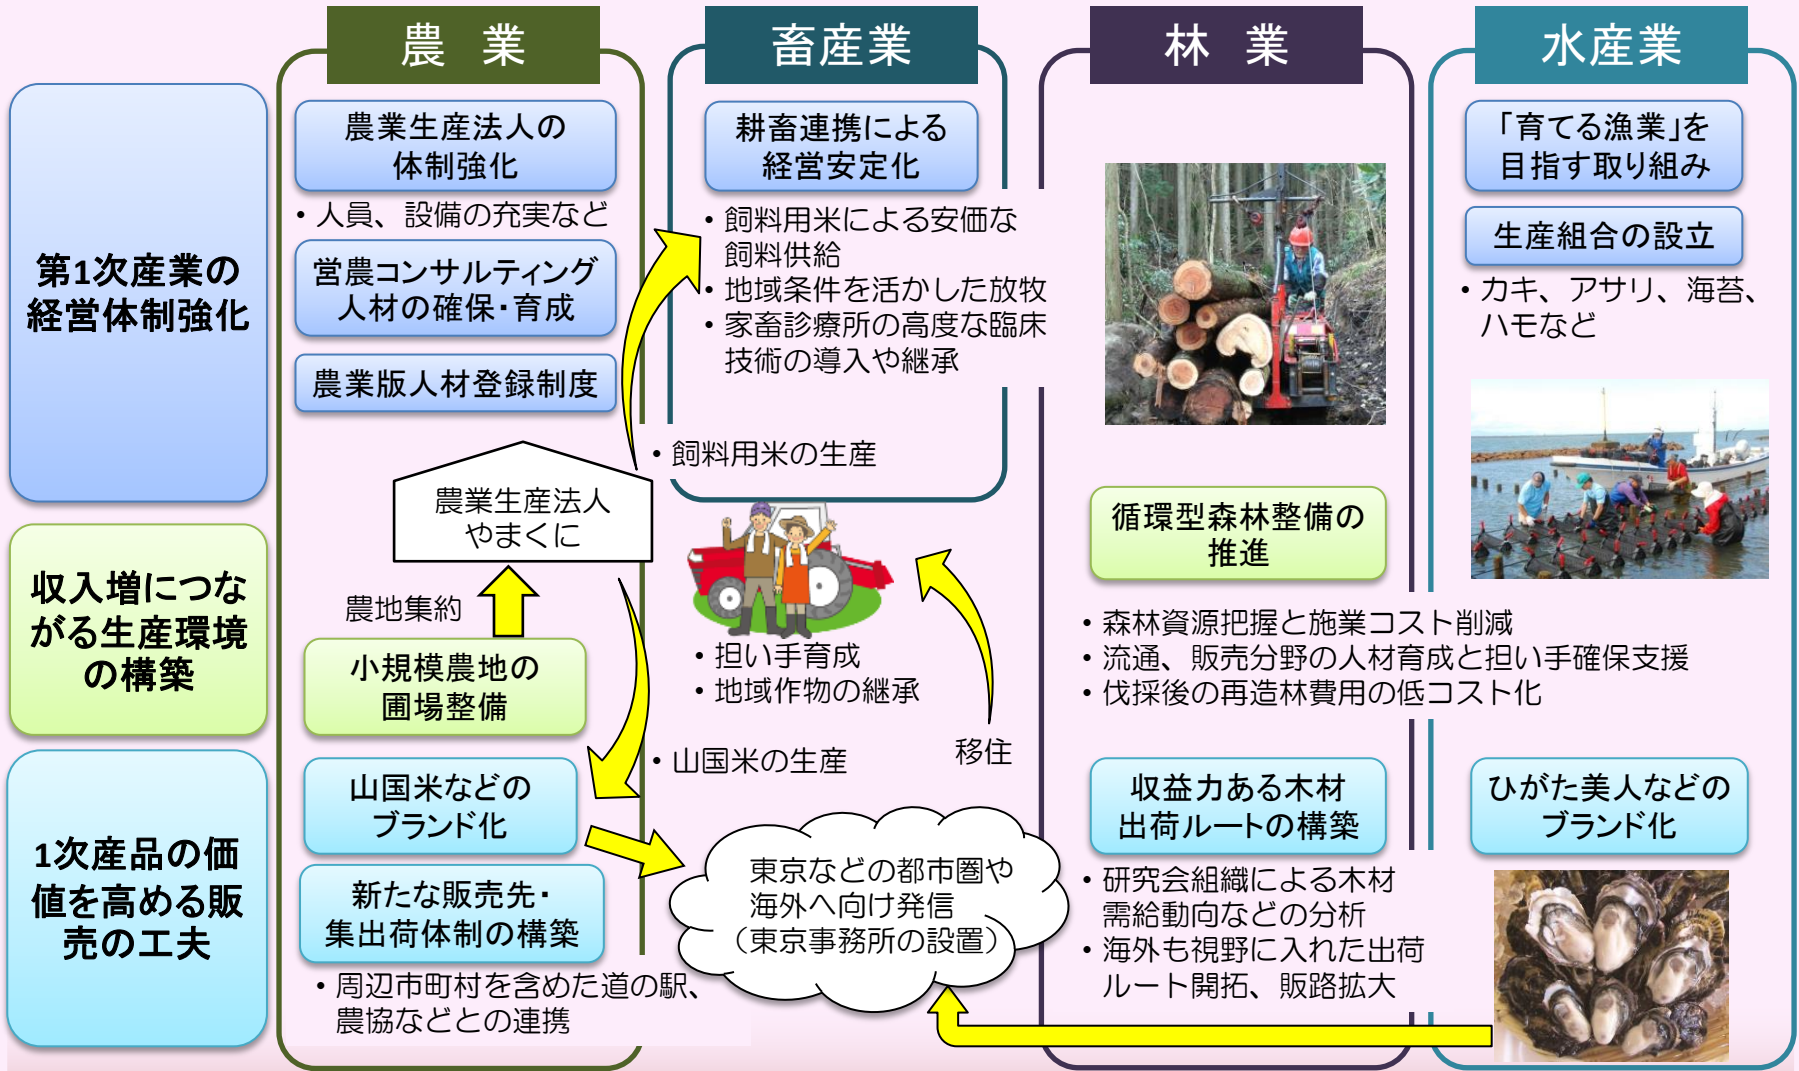 農 業
畜産業
林 業
水産業
第1次産業の
経営体制強化
農業生産法人の
体制強化
・人員、設備の充実など
営農コンサルティング
人材の確保・育成
農業版人材登録制度
耕畜連携による
経営安定化
・飼料用米による安価な
飼料供給
・地域条件を活かした放牧
・家畜診療所の高度な臨床
技術の導入や継承
・飼料用米の生産
「育てる漁業」を
目指す取り組み
生産組合の設立
・カキ、アサリ、海苔、
ハモなど
収入増につな
がる生産環境
の構築
農業生産法人
やまくに
農地集約
小規模農地の
圃場整備
・担い手育成
・地域作物の継承
・山国米の生産
移住
循環型森林整備の
推進
・森林資源把握と施業コスト削減
・流通、販売分野の人材育成と担い手確保支援
・伐採後の再造林費用の低コスト化
1次産品の価
値を高める販
売の工夫
山国米などの
ブランド化
新たな販売先・
集出荷体制の構築
・周辺市町村を含めた道の駅、
農協などとの連携
東京などの都市圏や
海外へ向け発信
（東京事務所の設置）
収益力ある木材
出荷ルートの構築
・研究会組織による木材
需給動向などの分析
・海外も視野に入れた出荷
ルート開拓、販路拡大
ひがた美人などの
ブランド化